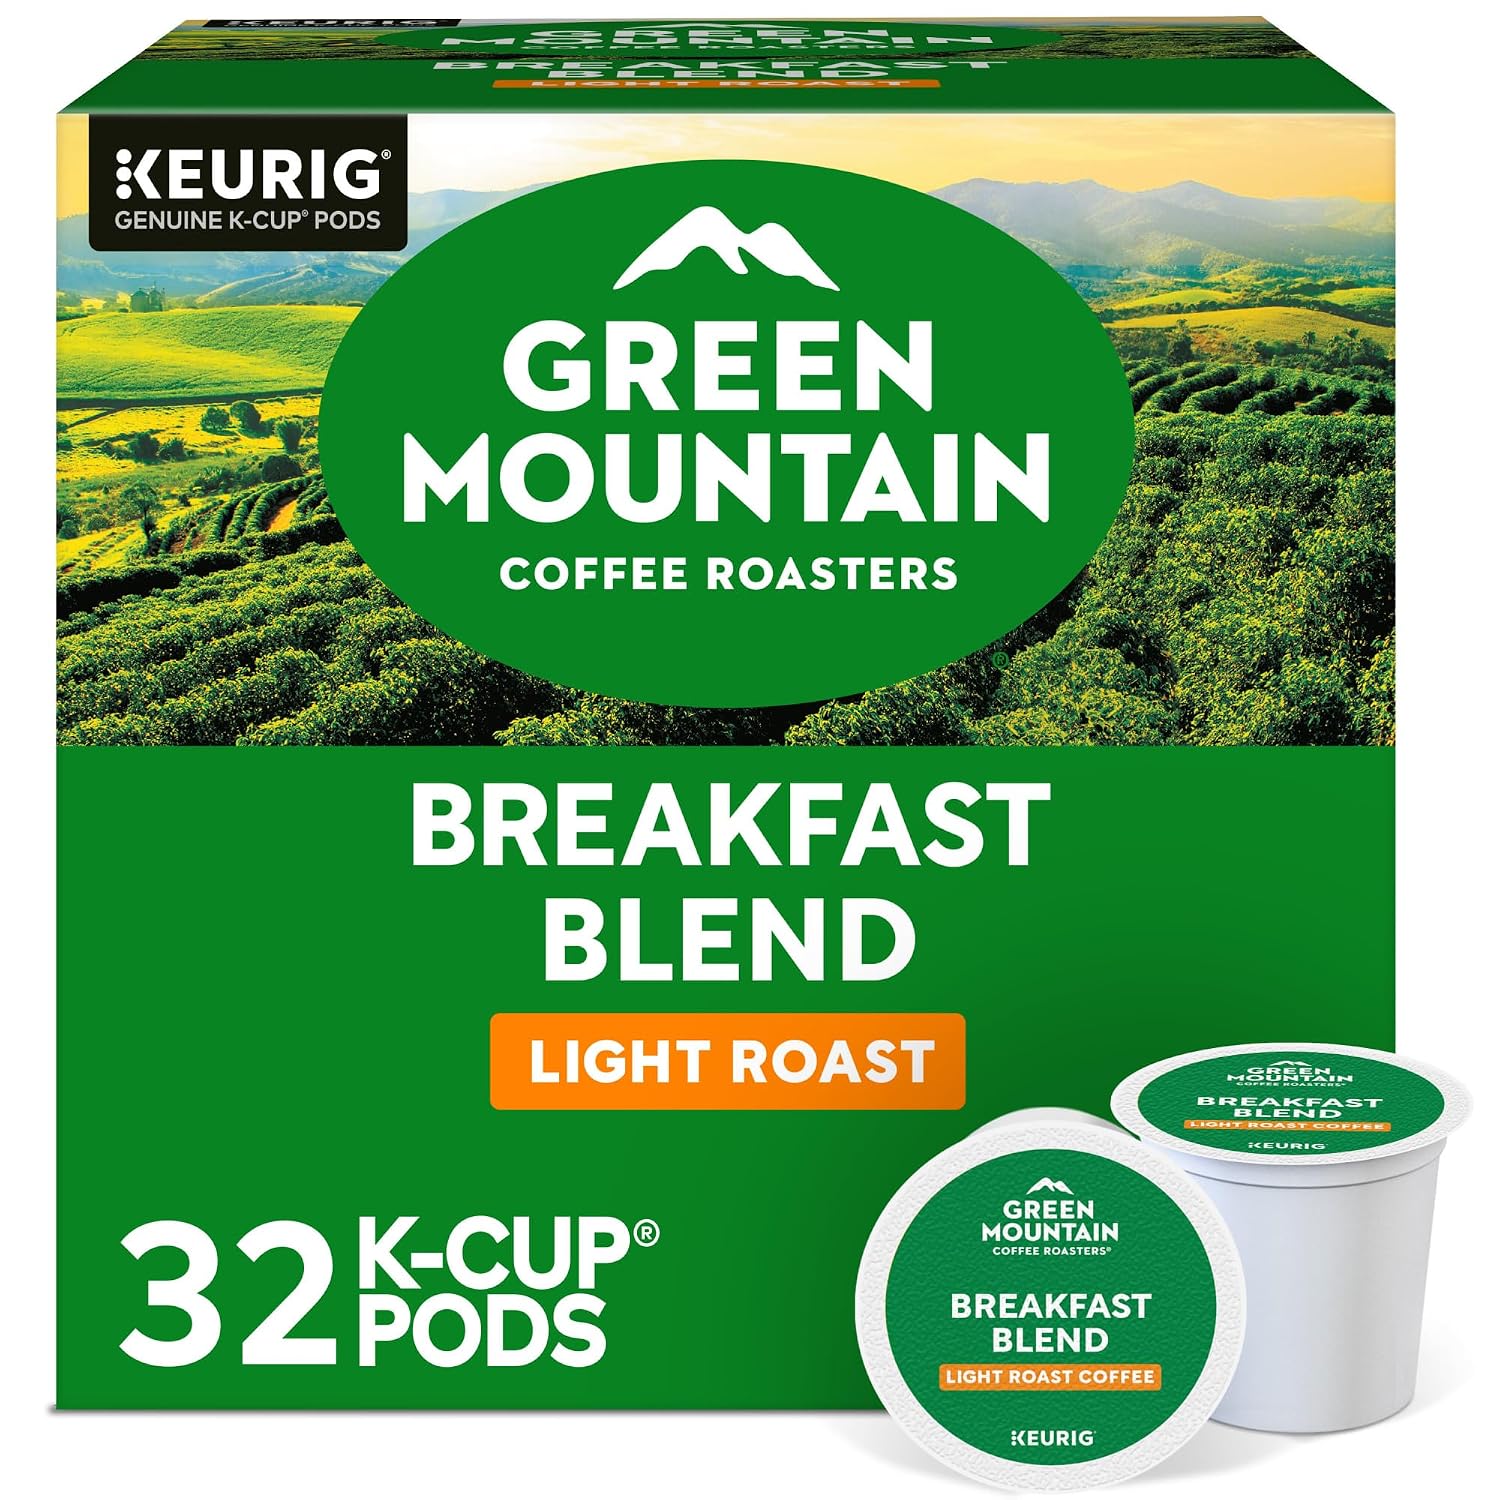 GREEN
MOUNTAIN
COFFEE ROASTERS
BREAKFAST
BLEND
LIGHT ROAST
KEURIG®
GENUINE K-CUP® PODS
GREEN
MOUNTAIN
COFFEE ROASTERS
®
BREAKFAST
BLEND
LIGHT ROAST
32 K-CUP®
PODS
GREEN
MOUNTAIN
COFFEE ROASTERS®
BREAKFAST
BLEND
LIGHT ROAST COFFEE
KEURIG
GREEN
MOUNTAIN
COFFEE ROASTERS®
BREAKFAST
BLEND
LIGHT ROAST COFFEE
KEURIG